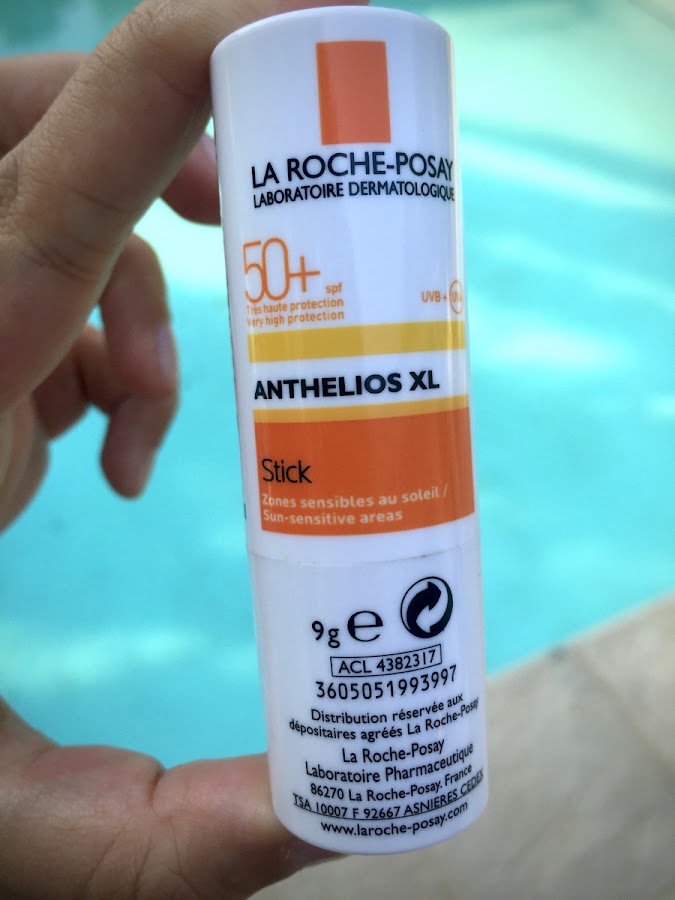 LA ROCHE-POSAY
LABORATOIRE DERMATOLOGIQUE
50+ spf
Très haute protection
Very high protection
UVB + UVA
ANTHELIOS XL
Stick
Zones sensibles au soleil /
Sun-sensitive areas
9g e
ACL 4382317
3605051993997
Distribution réservée aux
dépositaires agréés La Roche-Posay
La Roche-Posay
Laboratoire Pharmaceutique
86270 La Roche-Posay, France
TSA 10007 F 92667 ASNIERES CEDEX
www.laroche-posay.com